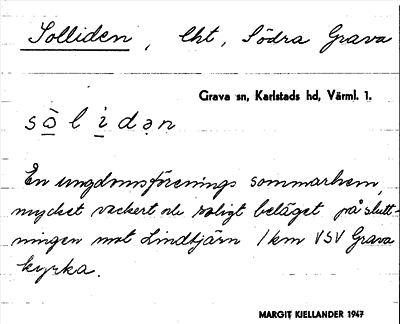 Solliden, lht, Södra Grava
Grava sn, Karlstads hd, Värml. 1.
sòlidən
En ungdomsförenings sommarhem,
mycket vackert och soligt beläget på slutt-
ningen mot Lindtjärn 1 km VSV Grava
kyrka.
MARGIT KJELLANDER 1947